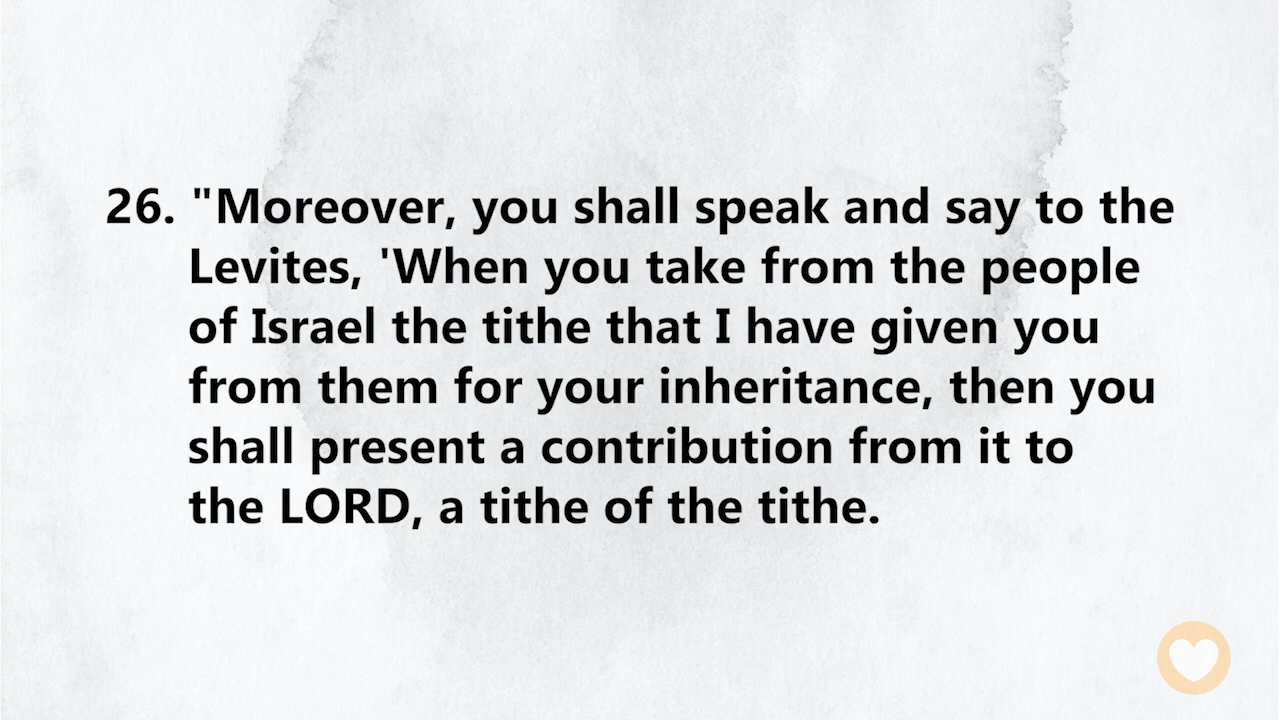 26. "Moreover, you shall speak and say to the
Levites, 'When you take from the people
of Israel the tithe that I have given you
from them for your inheritance, then you
shall present a contribution from it to
the LORD, a tithe of the tithe.